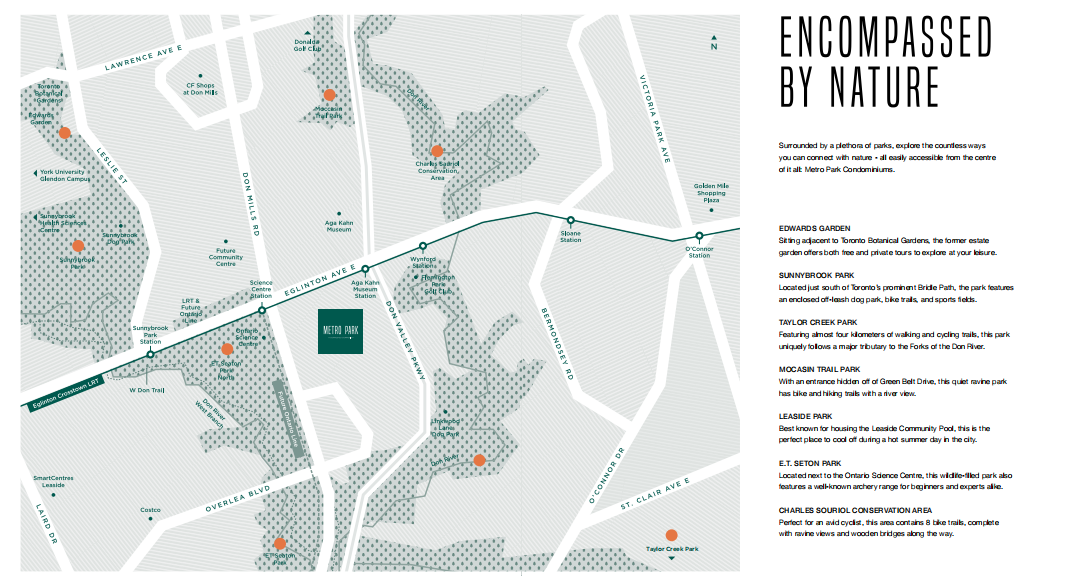 ENCOMPASSED
BY NATURE
Surrounded by a plethora of parks, explore the countless ways
you can connect with nature - all easily accessible from the centre
of it all: Metro Park Condominiums.
EDWARDS GARDEN
Sitting adjacent to Toronto Botanical Gardens, the former estate
garden offers both free and private tours to explore at your leisure.
SUNNYBROOK PARK
Located just south of Toronto's prominent Bridle Path, the park features
an enclosed off-leash dog park, bike trails, and sports fields.
TAYLOR CREEK PARK
Featuring almost four kilometers of walking and cycling trails, this park
uniquely follows a major tributary to the Forks of the Don River.
MOCASIN TRAIL PARK
With an entrance hidden off of Green Belt Drive, this quiet ravine park
has bike and hiking trails with a river view.
LEASIDE PARK
Best known for housing the Leaside Community Pool, this is the
perfect place to cool off during a hot summer day in the city.
E.T. SETON PARK
Located next to the Ontario Science Centre, this wildlife-filled park also
features a well-known archery range for beginners and experts alike.
CHARLES SOURIOL CONSERVATION AREA
Perfect for an avid cyclist, this area contains 8 bike trails, complete
with ravine views and wooden bridges along the way.
LAWRENCE AVE E
Donalda
Golf Club
N
CF Shops
at Don Mills
Toronto
Botanical
Gardens
Edwards
Garden
Moccasin
Trail Park
Don River
VICTORIA PARK AVE
LESLIE ST
Charles Sauriol
Conservation
Area
York University
Glendon Campus
DON MILLS RD
Golden Mile
Shopping
Plaza
Sunnybrook
Health Sciences
Centre
Sunnybrook
Dog Park
Aga Kahn
Museum
Sloane
Station
O'Connor
Station
Sunnybrook
Park
Future
Community
Centre
Wynford
Station
EGLINTON AVE E
Flemington
Park
Golf Club
Science
Centre
Station
Aga Kahn
Museum
Station
LRT &
Future
Ontario
Line
METRO PARK
Sunnybrook
Park
Station
Ontario
Science
Centre
DON VALLEY PKWY
BERMONDSEY RD
ET Seaton
Park
North
Eglinton Crosstown LRT
W Don Trail
Don River
West Branch
Future Ontario Line
Linkwood
Lane
Dog Park
Don River
SmartCentres
Leaside
O'CONNOR DR
Costco
OVERLEA BLVD
ST. CLAIR AVE E
LAIRD DR
ET Seaton
Park
Taylor Creek Park